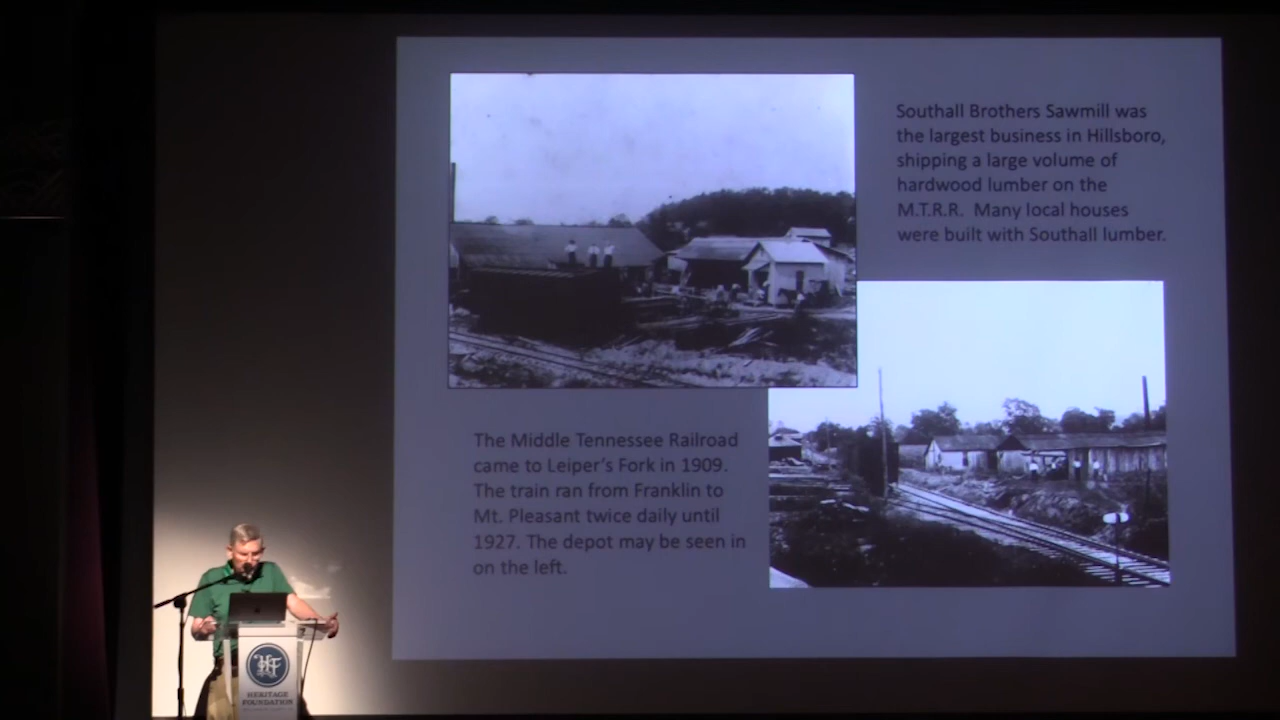 Southall Brothers Sawmill was
the largest business in Hillsboro,
shipping a large volume of
hardwood lumber on the
M.T.R.R. Many local houses
were built with Southall lumber.
The Middle Tennessee Railroad
came to Leiper's Fork in 1909.
The train ran from Franklin to
Mt. Pleasant twice daily until
1927. The depot may be seen in
on the left.
HF
HERITAGE
FOUNDATION